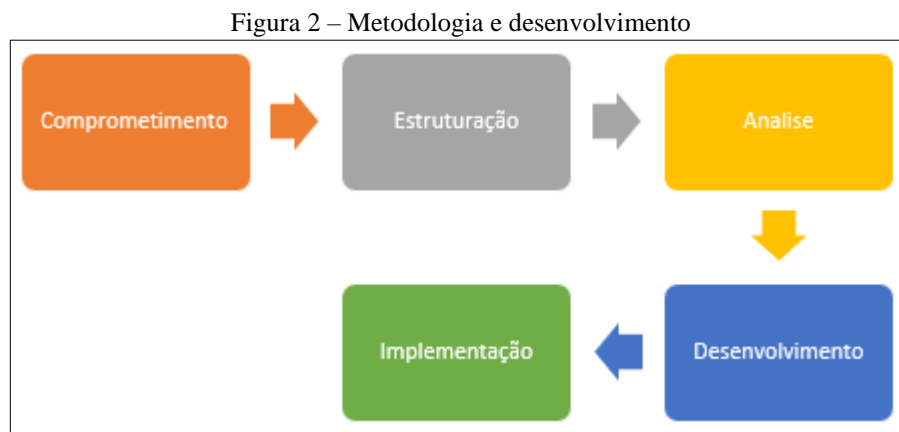 Figura 2 – Metodologia e desenvolvimento
Comprometimento
Estruturação
Analise
Desenvolvimento
Implementação